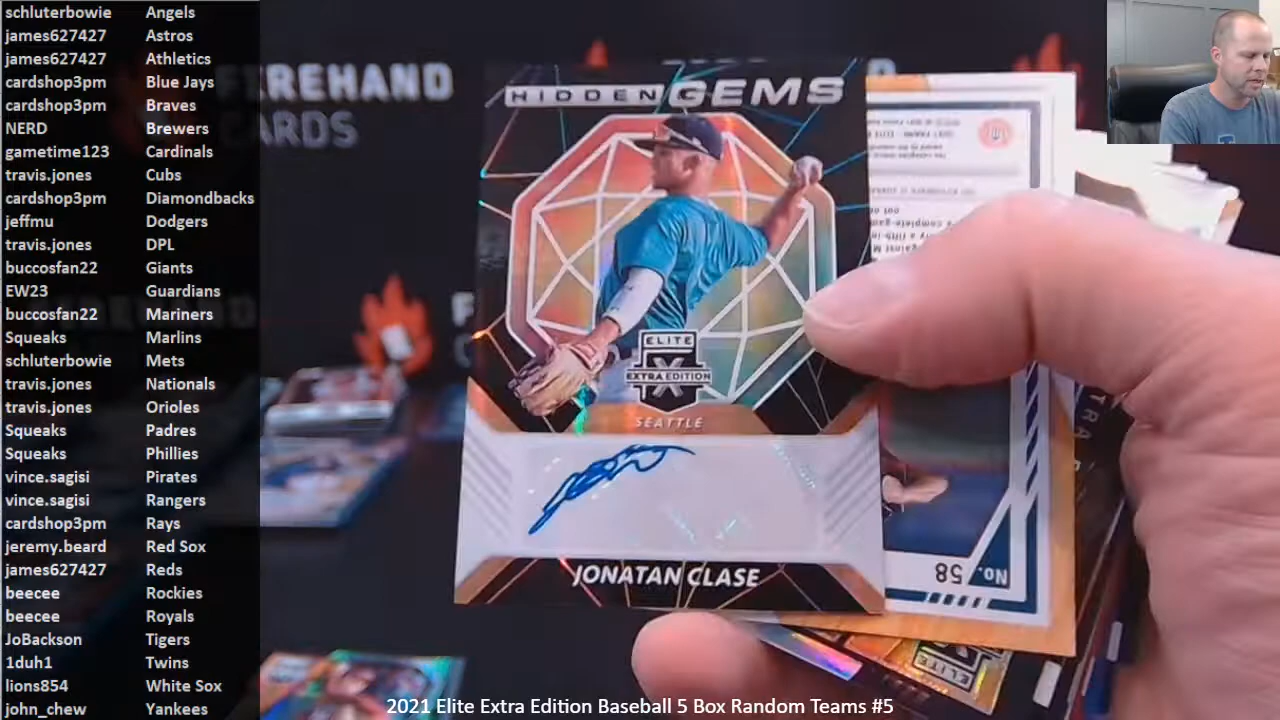 schluterbowie Angels
james627427 Astros
james627427 Athletics
cardshop3pm Blue Jays
cardshop3pm Braves
NERD Brewers
gametime123 Cardinals
travis.jones Cubs
cardshop3pm Diamondbacks
jeffmu Dodgers
travis.jones DPL
buccosfan22 Giants
EW23 Guardians
buccosfan22 Mariners
Squeaks Marlins
schluterbowie Mets
travis.jones Nationals
travis.jones Orioles
Squeaks Padres
Squeaks Phillies
vince.sagisi Pirates
vince.sagisi Rangers
cardshop3pm Rays
jeremy.beard Red Sox
james627427 Reds
beecee Rockies
beecee Royals
JoBackson Tigers
1duh1 Twins
lions854 White Sox
john_chew Yankees
HIDDEN GEMS
ELITE
X
EXTRA EDITION
SEATTLE
JONATAN CLASE
No. 58
ELITE
2021 Elite Extra Edition Baseball 5 Box Random Teams #5